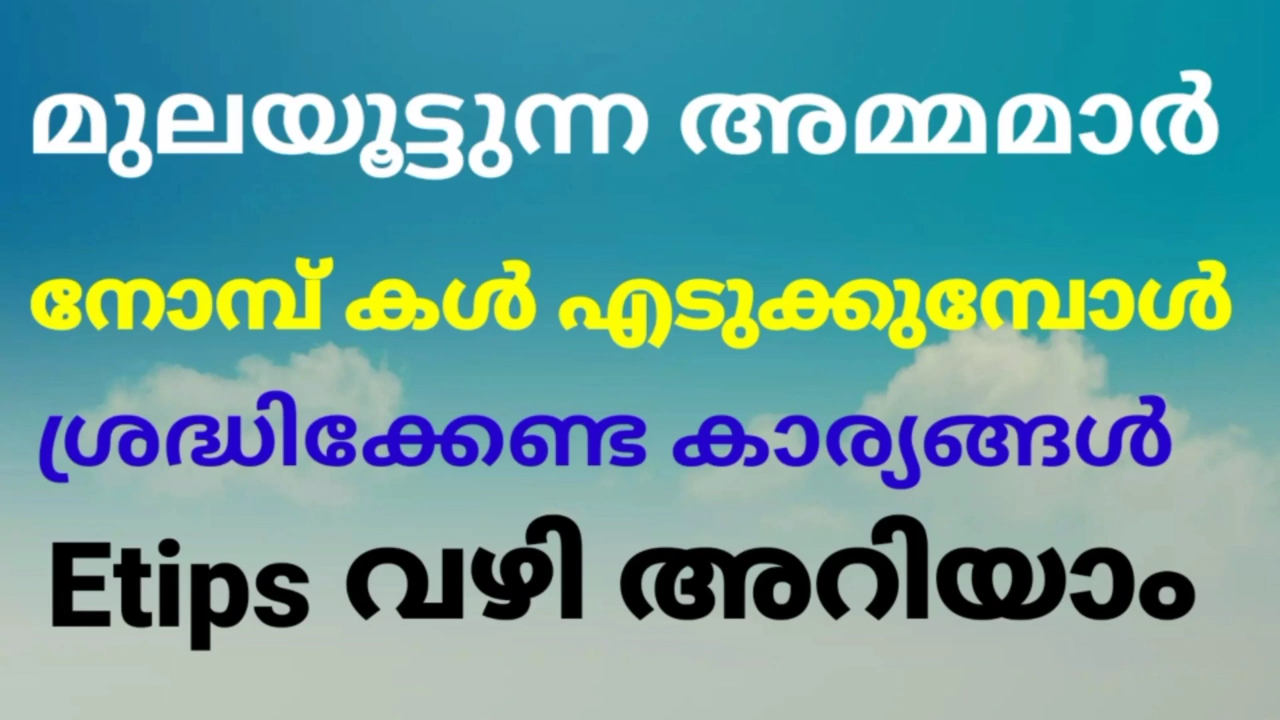 മുലയൂട്ടുന്ന അമ്മമാർ
നോമ്പ് കൾ എടുക്കുമ്പോൾ
ശ്രദ്ധിക്കേണ്ട കാര്യങ്ങൾ
Etips വഴി അറിയാം